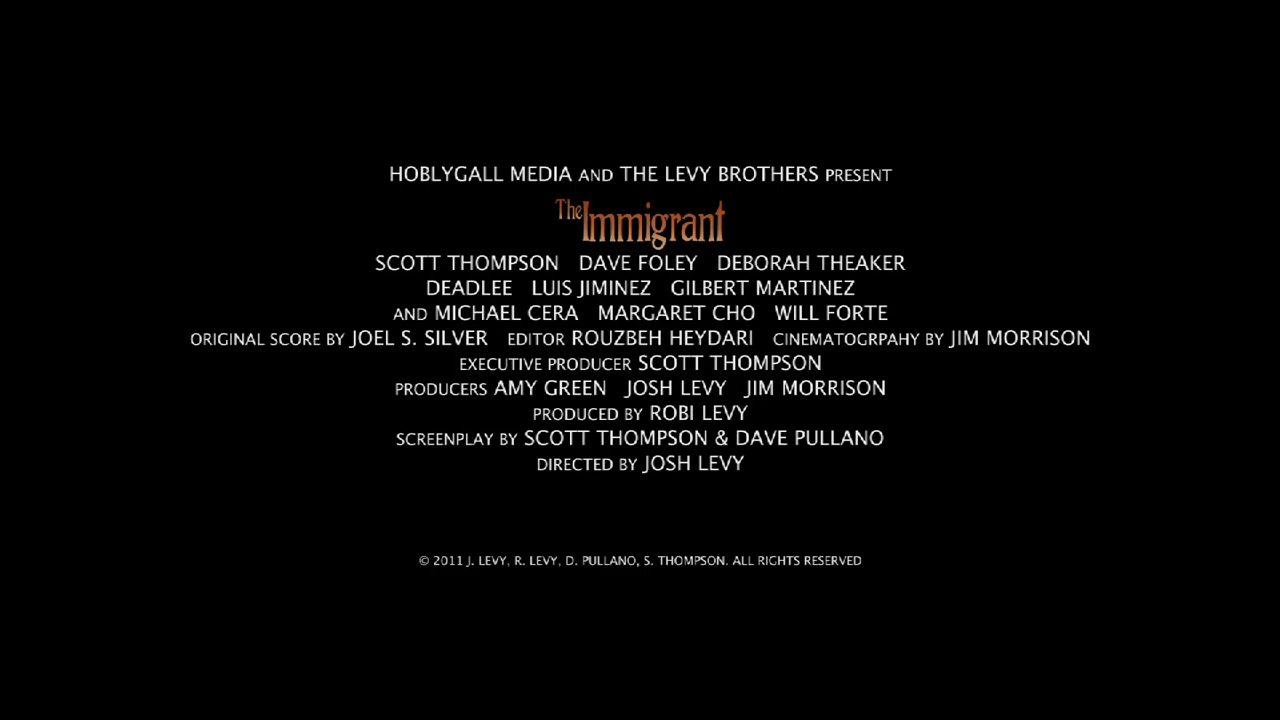 HOBLYGALL MEDIA AND THE LEVY BROTHERS PRESENT
The Immigrant
SCOTT THOMPSON DAVE FOLEY DEBORAH THEAKER
DEADLEE LUIS JIMINEZ GILBERT MARTINEZ
AND MICHAEL CERA MARGARET CHO WILL FORTE
ORIGINAL SCORE BY JOEL S. SILVER EDITOR ROUZBEH HEYDARI CINEMATOGRPAHY BY JIM MORRISON
EXECUTIVE PRODUCER SCOTT THOMPSON
PRODUCERS AMY GREEN JOSH LEVY JIM MORRISON
PRODUCED BY ROBI LEVY
SCREENPLAY BY SCOTT THOMPSON & DAVE PULLANO
DIRECTED BY JOSH LEVY
© 2011 J. LEVY, R. LEVY, D. PULLANO, S. THOMPSON. ALL RIGHTS RESERVED